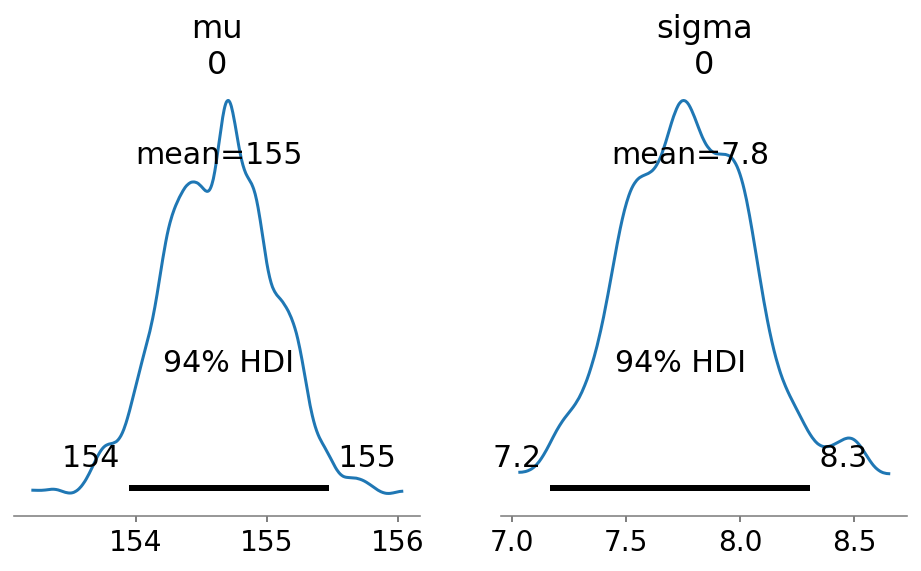 mu
0
mean=155
94% HDI
154
155
154 155 156
sigma
0
mean=7.8
94% HDI
7.2
8.3
7.0 7.5 8.0 8.5